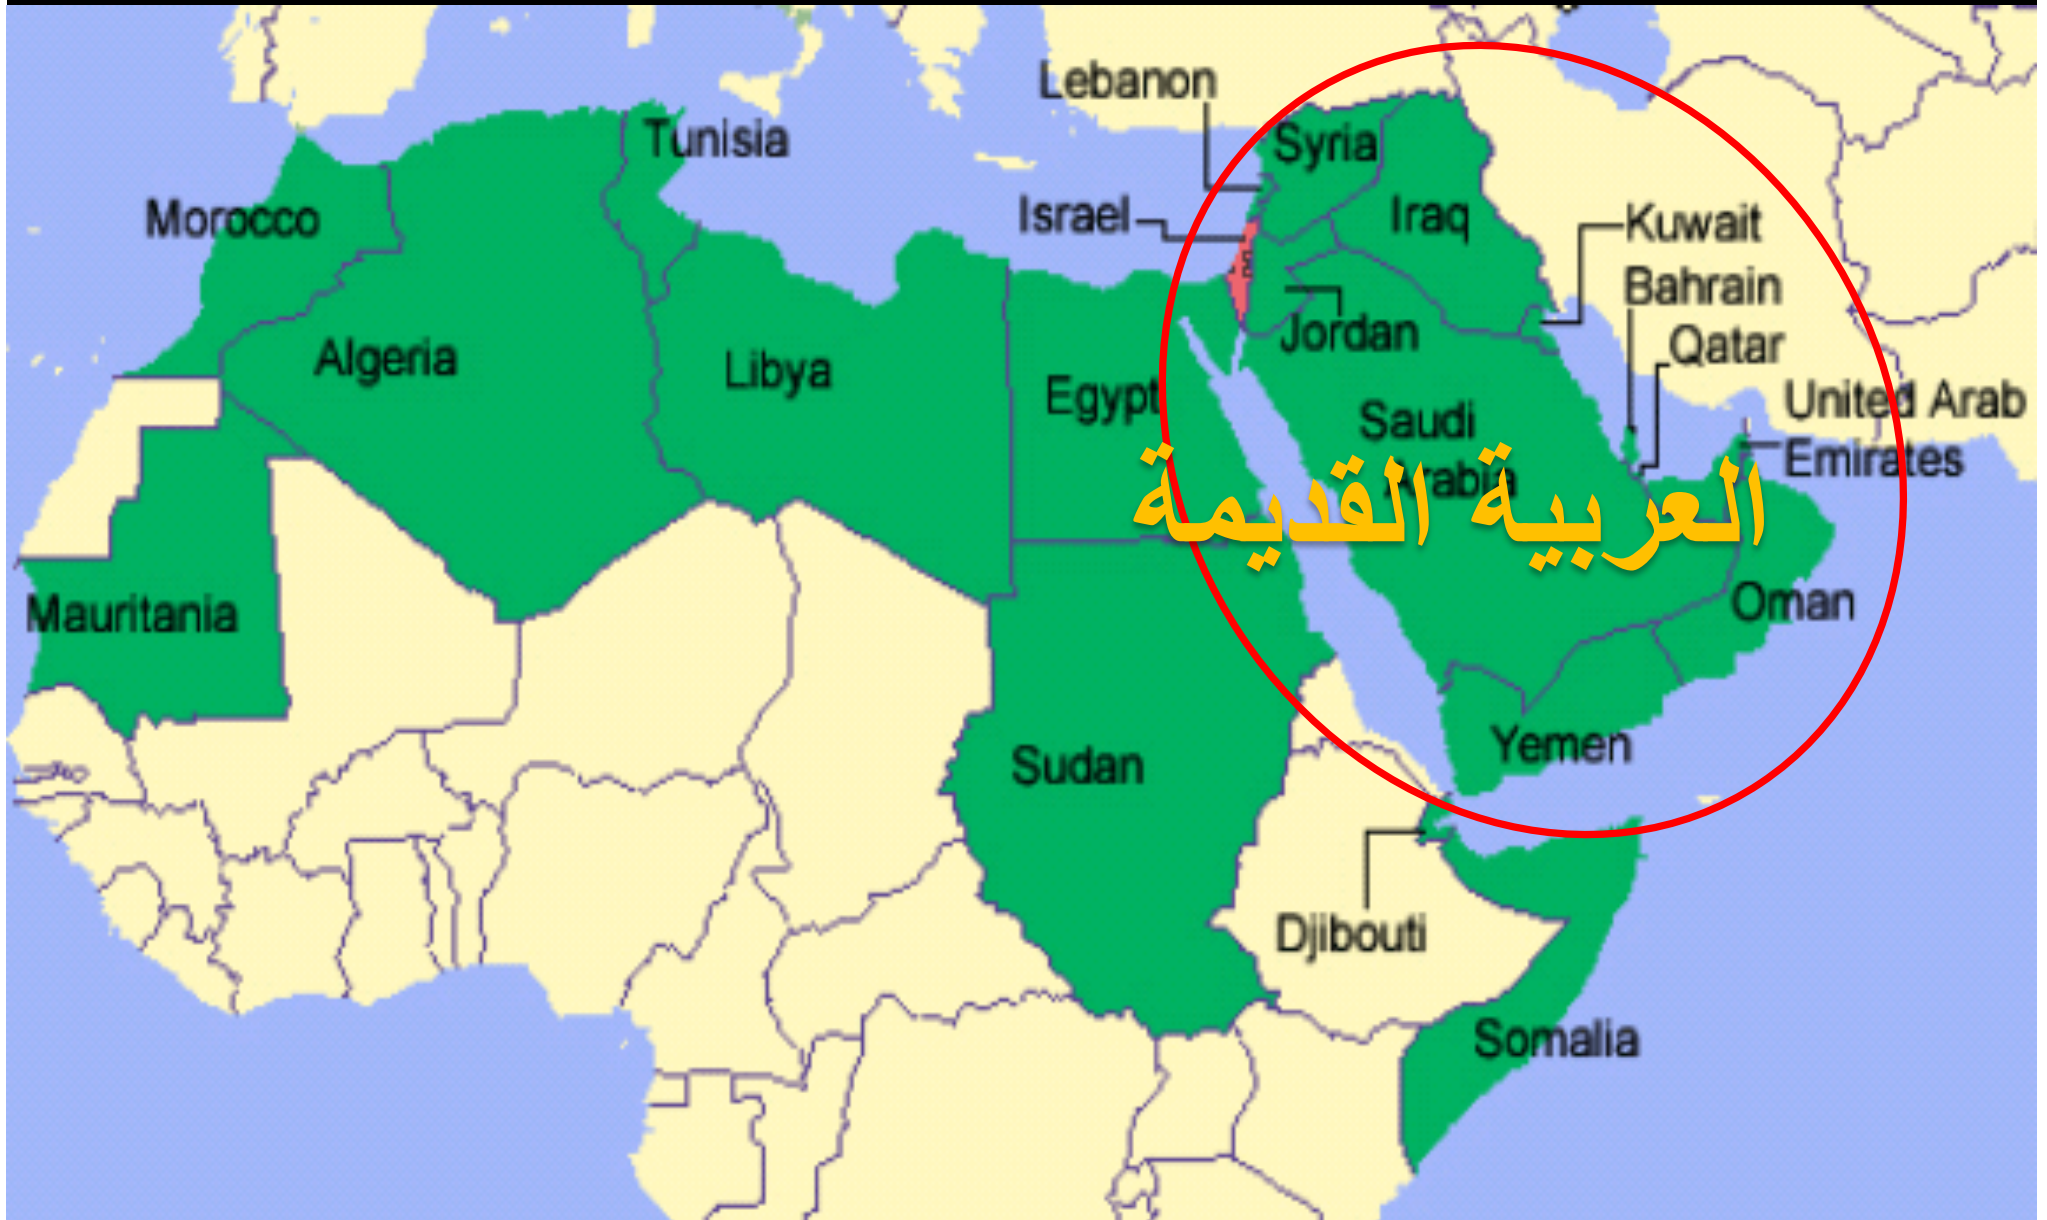 Lebanon
Tunisia
Syria
Morocco
Israel
Iraq
Kuwait
Bahrain
Jordan
Qatar
Algeria
Libya
Egypt
United Arab
Emirates
Saudi
Arabia
العربية القديمة
Oman
Mauritania
Yemen
Sudan
Djibouti
Somalia